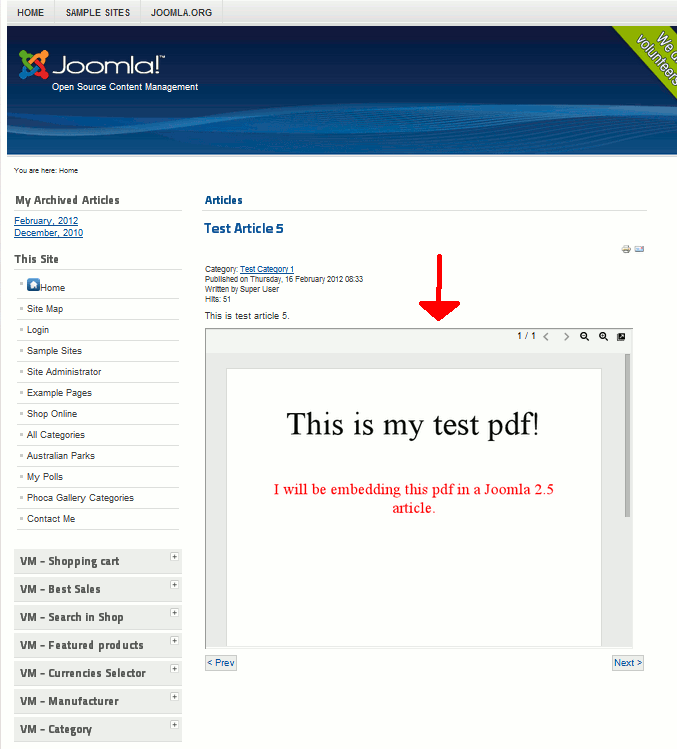 HOME SAMPLE SITES JOOMLA.ORG
Joomla!™
Open Source Content Management
volunteers
You are here: Home
My Archived Articles
February, 2012
December, 2010
This Site
Home
Site Map
Login
Sample Sites
Site Administrator
Example Pages
Shop Online
All Categories
Australian Parks
My Polls
Phoca Gallery Categories
Contact Me
VM - Shopping cart
VM - Best Sales
VM - Search in Shop
VM - Featured products
VM - Currencies Selector
VM - Manufacturer
VM - Category
Articles
Test Article 5
Category: Test Category 1
Published on Thursday, 16 February 2012 08:33
Written by Super User
Hits: 51
This is test article 5.
1 / 1
This is my test pdf!
I will be embedding this pdf in a Joomla 2.5
article.
< Prev Next >